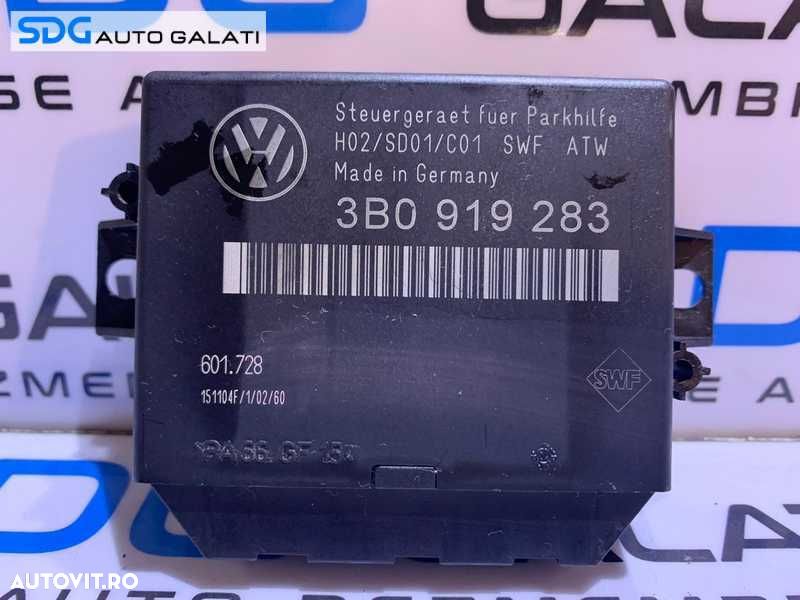 SDG AUTO GALATI
Steuergeraet fuer Parkhilfe
H02/SD01/C01 SWF ATW
Made in Germany
3B0 919 283
601.728
151104F/1/02/60
SWF
AUTOVIT.RO